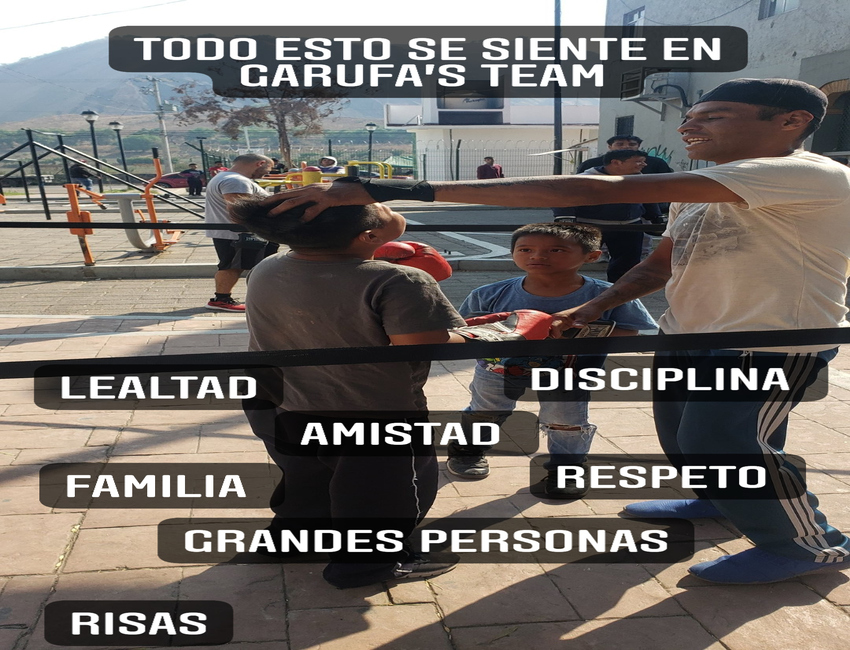 TODO ESTO SE SIENTE EN
GARUFA'S TEAM
LEALTAD
DISCIPLINA
AMISTAD
FAMILIA
RESPETO
GRANDES PERSONAS
RISAS